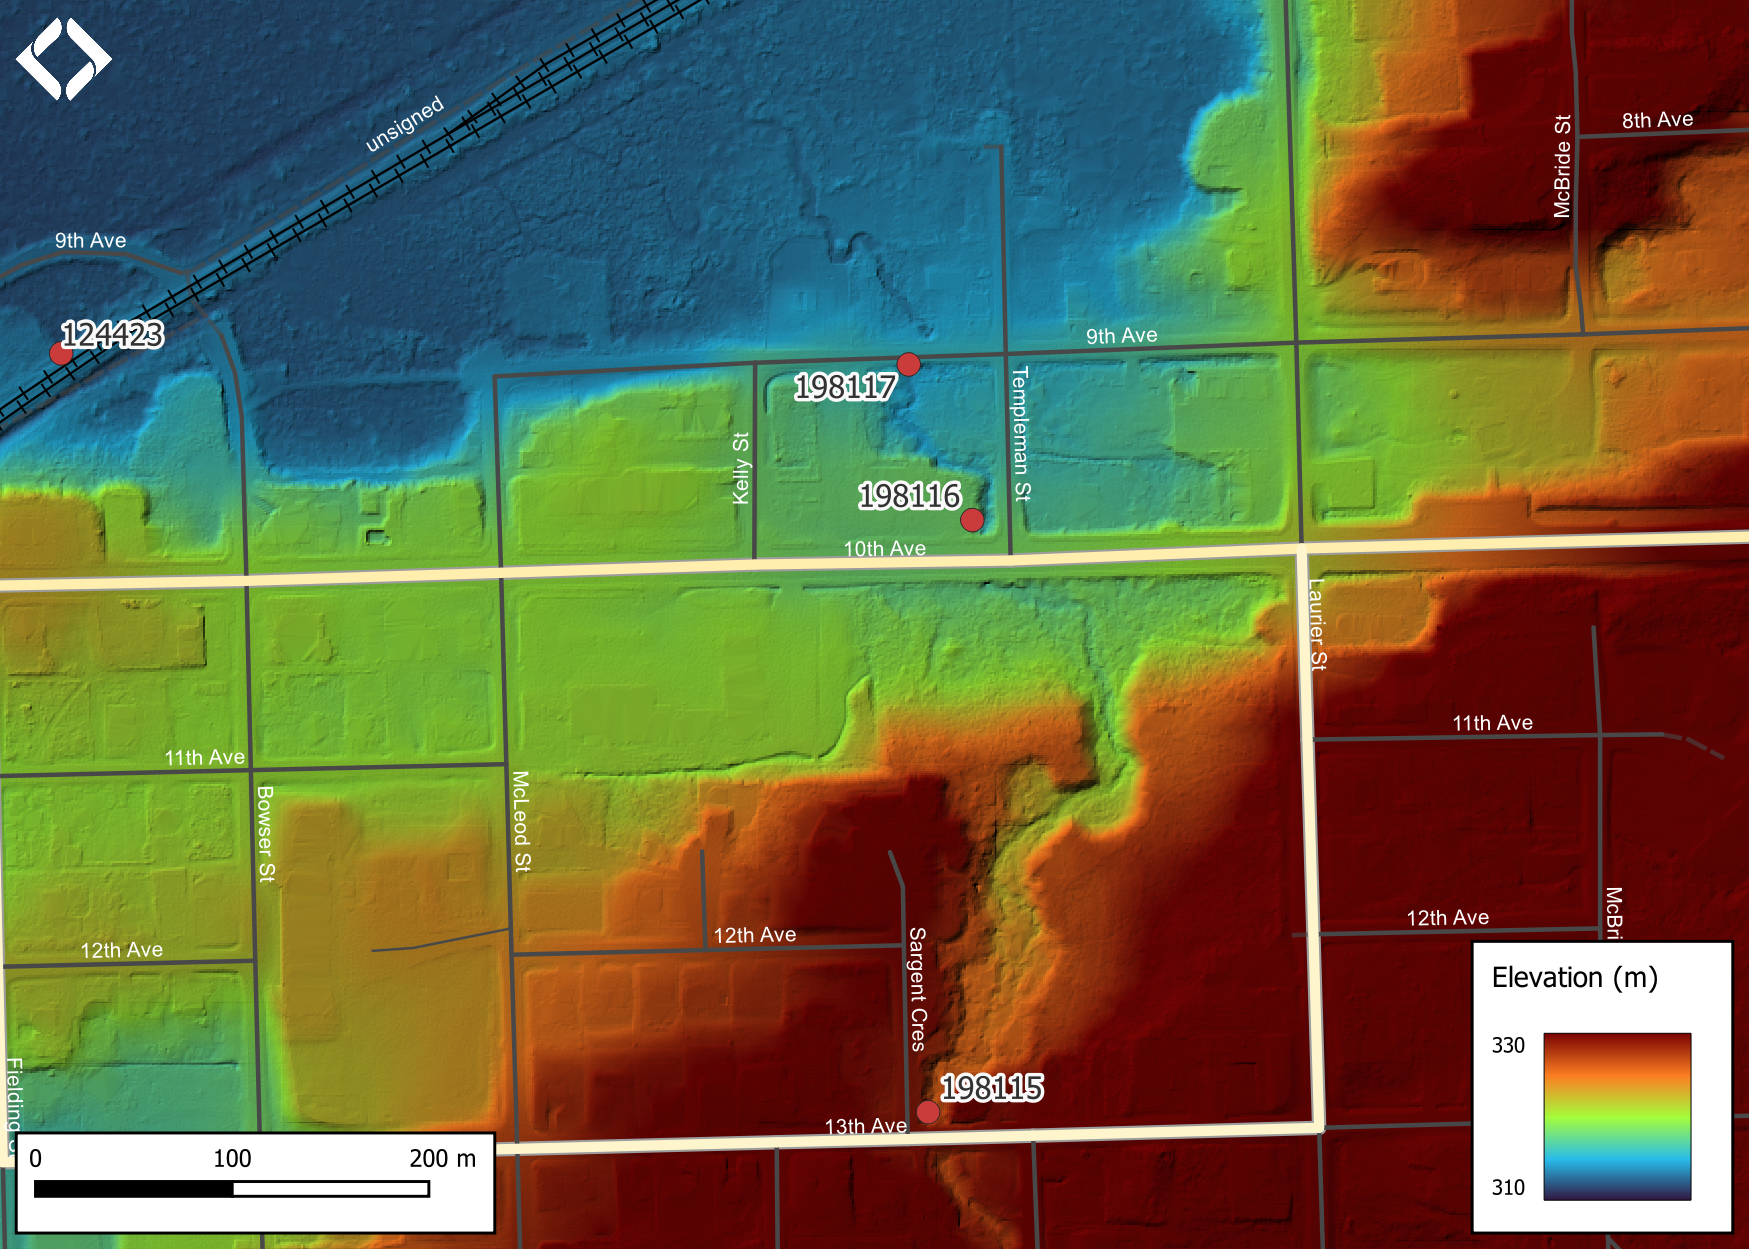 unsigned
8th Ave
McBride St
9th Ave
124423
9th Ave
198117
Templeman St
Kelly St
198116
10th Ave
Laurier St
11th Ave
11th Ave
Bowser St
McLeod St
McBri
12th Ave
12th Ave
12th Ave
Sargent Cres
Elevation (m)
330
310
Fielding
198115
13th Ave
0 100 200 m